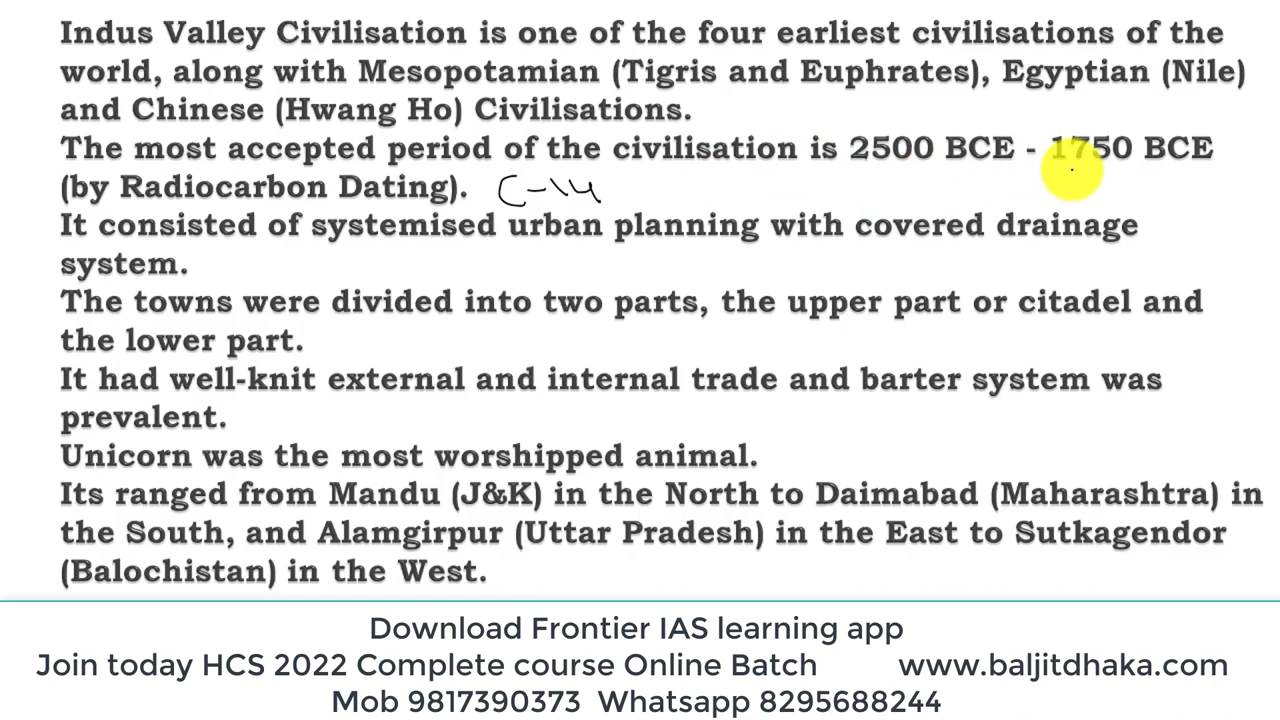 Indus Valley Civilisation is one of the four earliest civilisations of the
world, along with Mesopotamian (Tigris and Euphrates), Egyptian (Nile)
and Chinese (Hwang Ho) Civilisations.
The most accepted period of the civilisation is 2500 BCE - 1750 BCE
(by Radiocarbon Dating). C-14
It consisted of systemised urban planning with covered drainage
system.
The towns were divided into two parts, the upper part or citadel and
the lower part.
It had well-knit external and internal trade and barter system was
prevalent.
Unicorn was the most worshipped animal.
Its ranged from Mandu (J&K) in the North to Daimabad (Maharashtra) in
the South, and Alamgirpur (Uttar Pradesh) in the East to Sutkagendor
(Balochistan) in the West.
Download Frontier IAS learning app
Join today HCS 2022 Complete course Online Batch www.baljitdhaka.com
Mob 9817390373 Whatsapp 8295688244